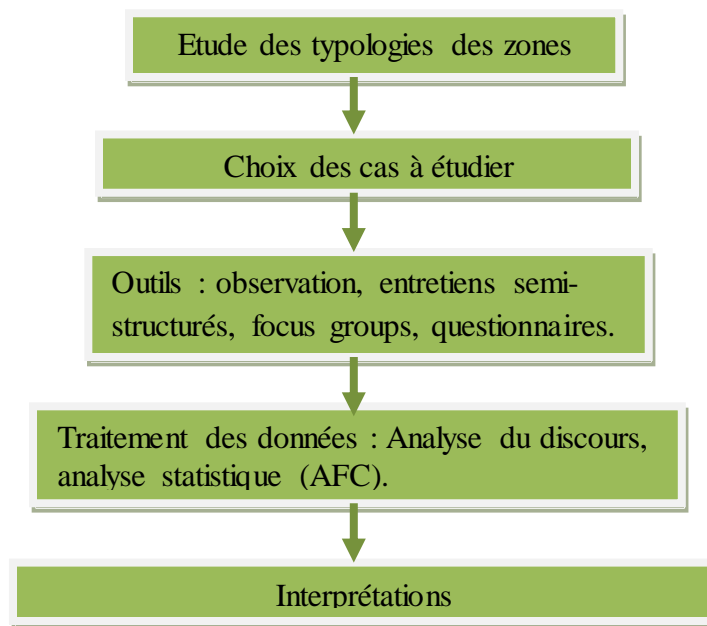 Etude des typologies des zones
Choix des cas à étudier
Outils : observation, entretiens semi-
structurés, focus groups, questionnaires.
Traitement des données : Analyse du discours,
analyse statistique (AFC).
Interprétations